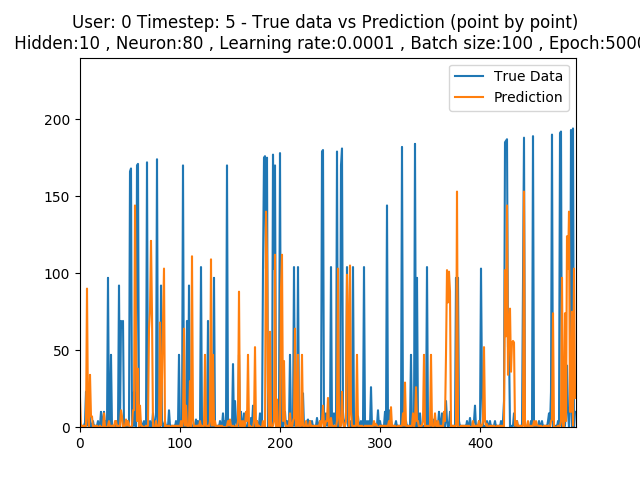 User: 0 Timestep: 5 - True data vs Prediction (point by point)
Hidden:10 , Neuron:80 , Learning rate:0.0001 , Batch size:100 , Epoch:5000
True Data
Prediction
200
150
100
50
0
0 100 200 300 400